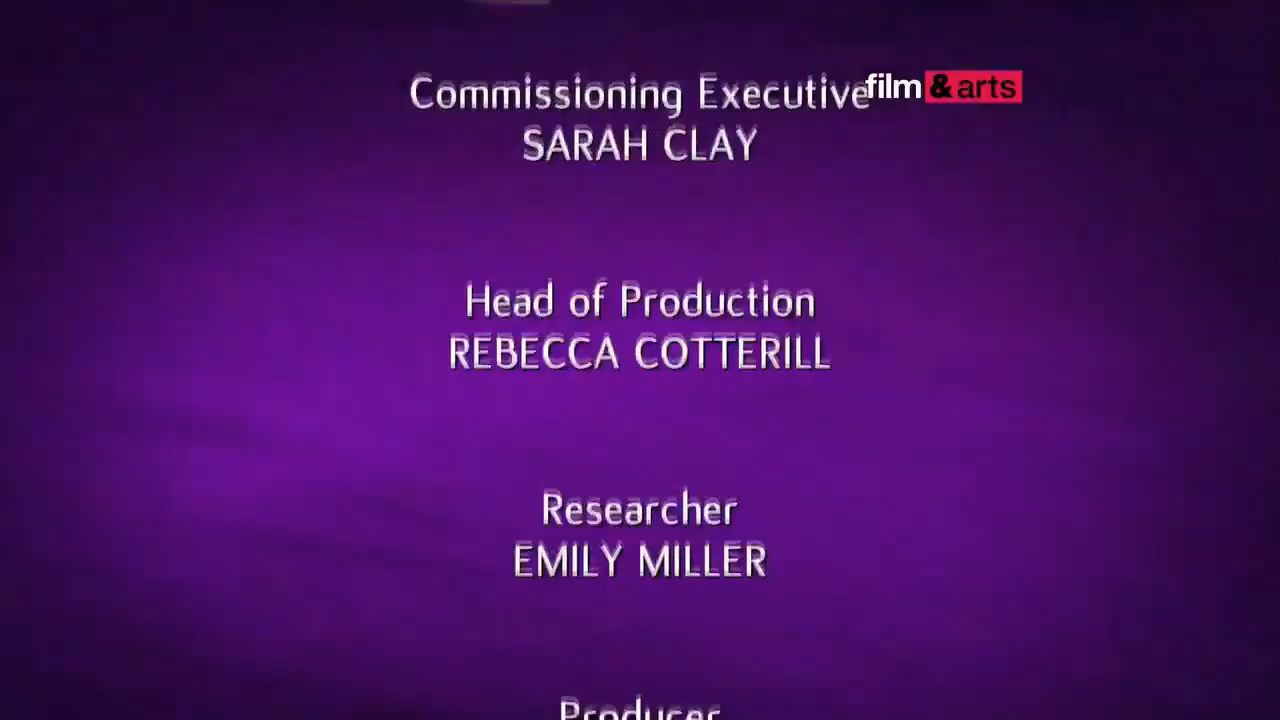 Commissioning Executive
film & arts
SARAH CLAY
Head of Production
REBECCA COTTERILL
Researcher
EMILY MILLER
Producer